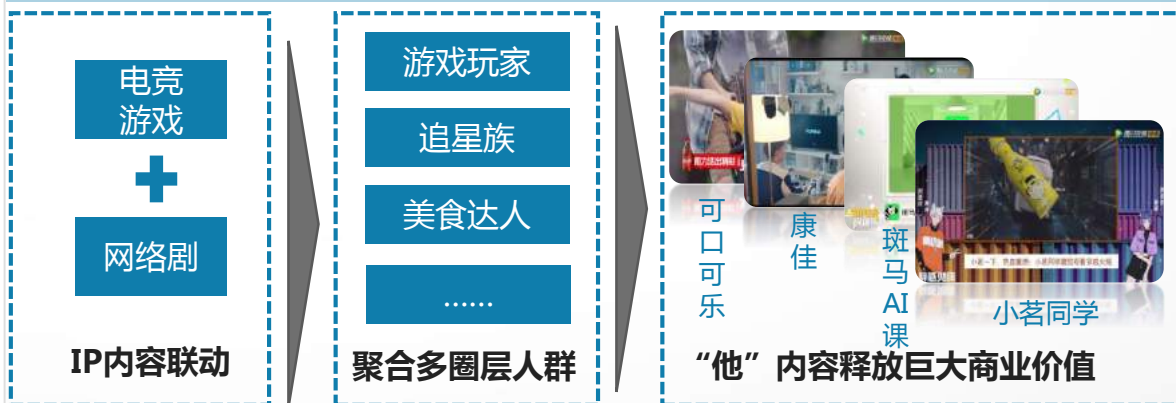 电竞
游戏
网络剧
IP内容联动
游戏玩家
追星族
美食达人
......
聚合多圈层人群
可口可乐
康佳
斑马AI课
小茗同学
“他”内容释放巨大商业价值